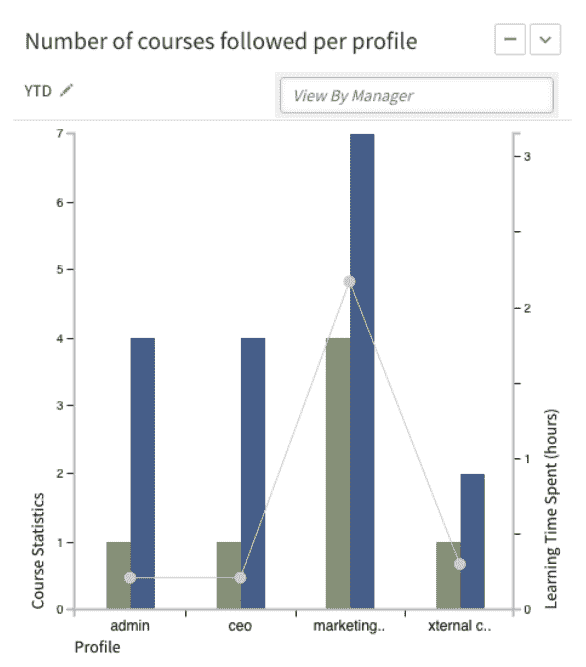 Number of courses followed per profile
YTD
View By Manager
7
6
5
4
3
2
1
0
3
2
1
0
Course Statistics
Learning Time Spent (hours)
admin ceo marketing.. xternal c..
Profile